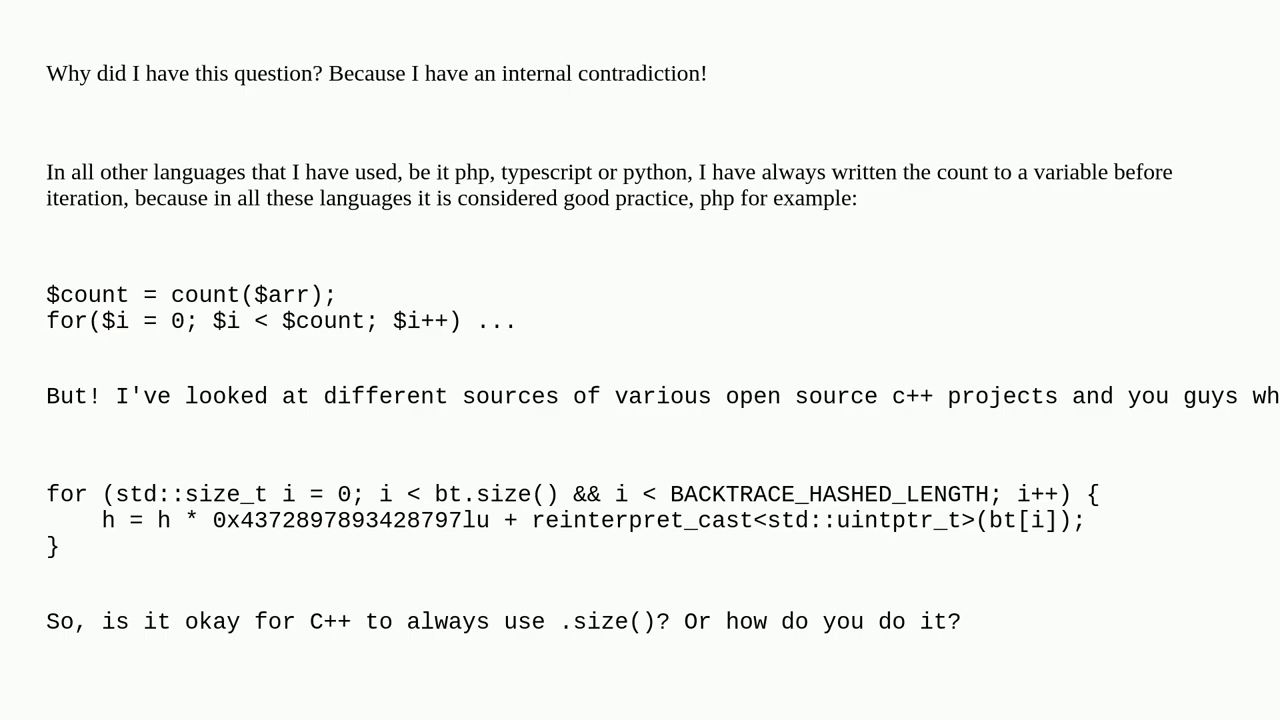 Why did I have this question? Because I have an internal contradiction!
In all other languages that I have used, be it php, typescript or python, I have always written the count to a variable before
iteration, because in all these languages it is considered good practice, php for example:
$count = count($arr);
for($i = 0; $i < $count; $i++) ...
But! I've looked at different sources of various open source c++ projects and you guys wh
for (std::size_t i = 0; i < bt.size() && i < BACKTRACE_HASHED_LENGTH; i++) {
    h = h * 0x4372897893428797lu + reinterpret_cast<std::uintptr_t>(bt[i]);
}
So, is it okay for C++ to always use .size()? Or how do you do it?